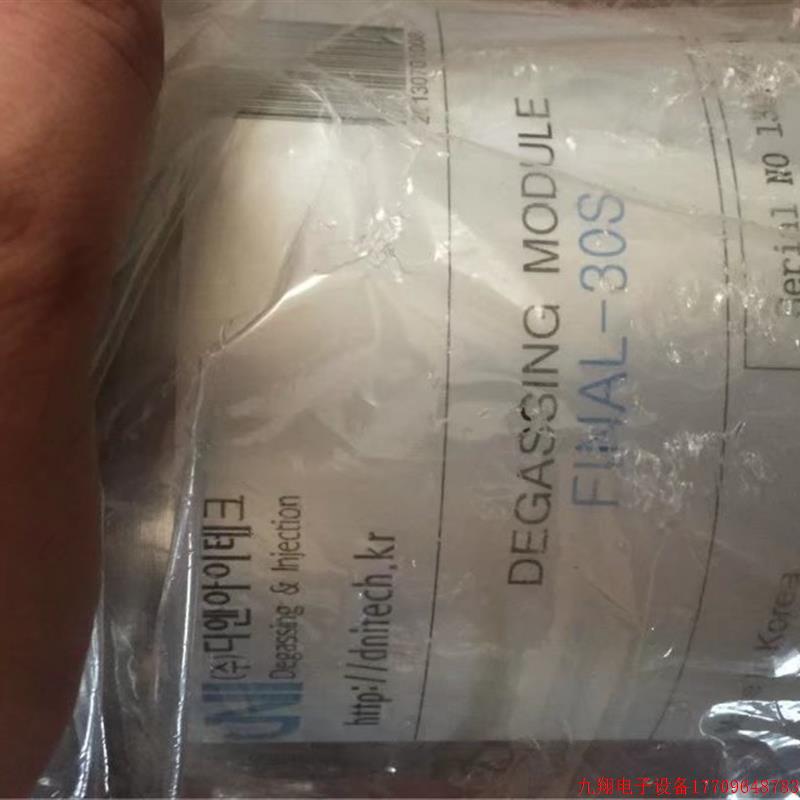 DNI
(주)디엔아이테크
Degassing & Injection
http://dnitech.kr
DEGASSING MODULE
FINAL-30S
Serial NO
Korea
九翔电子设备17709648783